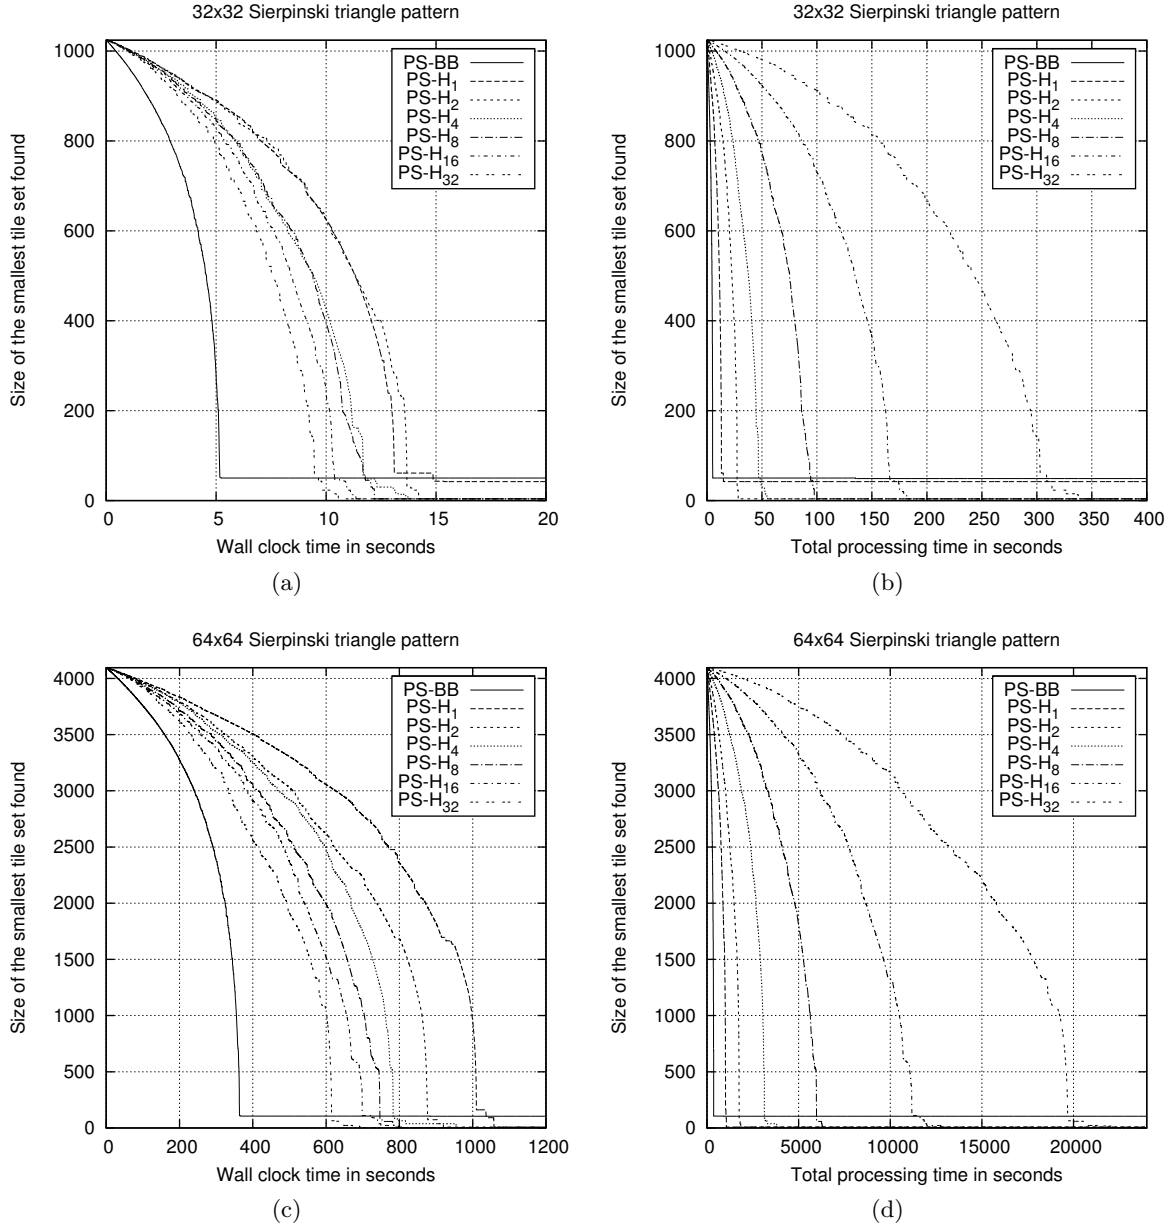 32x32 Sierpinski triangle pattern
Size of the smallest tile set found
1000
800
600
400
200
0
PS-BB
PS-H1
PS-H2
PS-H4
PS-H8
PS-H16
PS-H32
0 5 10 15 20
Wall clock time in seconds
(a)
32x32 Sierpinski triangle pattern
Size of the smallest tile set found
1000
800
600
400
200
0
PS-BB
PS-H1
PS-H2
PS-H4
PS-H8
PS-H16
PS-H32
0 50 100 150 200 250 300 350 400
Total processing time in seconds
(b)
64x64 Sierpinski triangle pattern
Size of the smallest tile set found
4000
3500
3000
2500
2000
1500
1000
500
0
PS-BB
PS-H1
PS-H2
PS-H4
PS-H8
PS-H16
PS-H32
0 200 400 600 800 1000 1200
Wall clock time in seconds
(c)
64x64 Sierpinski triangle pattern
Size of the smallest tile set found
4000
3500
3000
2500
2000
1500
1000
500
0
PS-BB
PS-H1
PS-H2
PS-H4
PS-H8
PS-H16
PS-H32
0 5000 10000 15000 20000
Total processing time in seconds
(d)